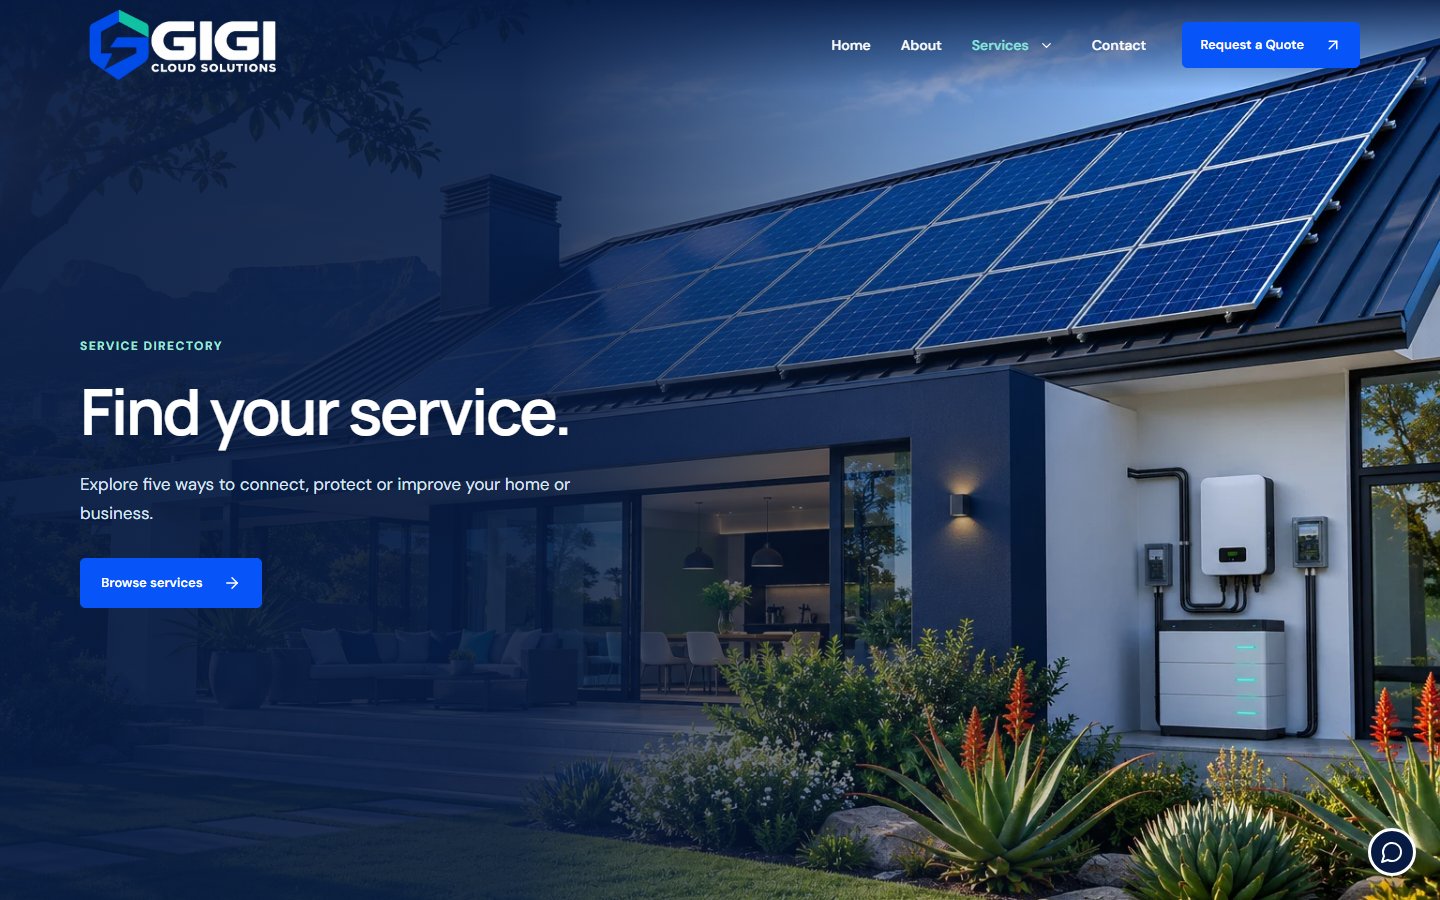 GIGI
CLOUD SOLUTIONS
Home
About
Services
Contact
Request a Quote
SERVICE DIRECTORY
Find your service.
Explore five ways to connect, protect or improve your home or
business.
Browse services